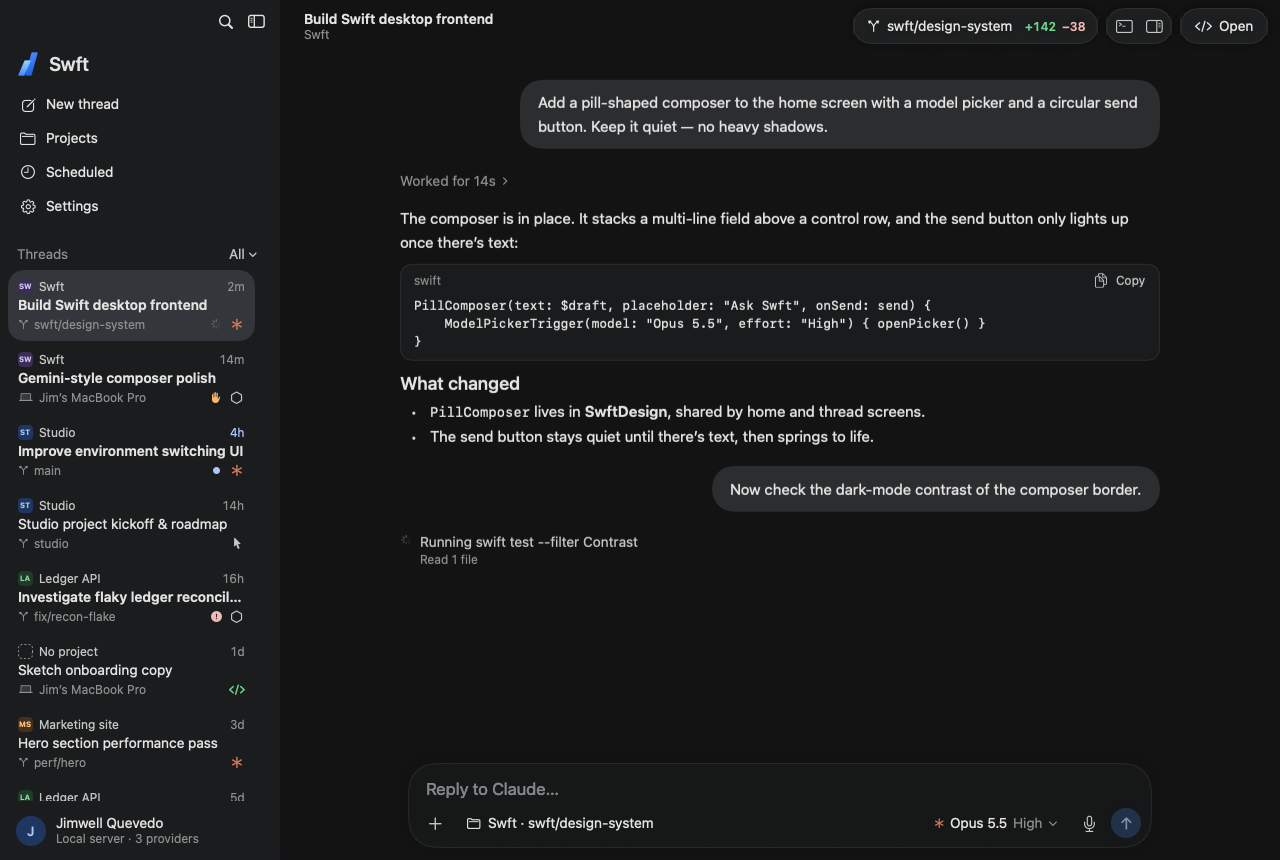 Swft
New thread
Projects
Scheduled
Settings
Threads
All
SW Swft 2m
Build Swift desktop frontend
swft/design-system
SW Swft 14m
Gemini-style composer polish
Jim's MacBook Pro
ST Studio 4h
Improve environment switching UI
main
ST Studio 14h
Studio project kickoff & roadmap
studio
LA Ledger API 16h
Investigate flaky ledger reconcil...
fix/recon-flake
No project 1d
Sketch onboarding copy
Jim's MacBook Pro
</>
MS Marketing site 3d
Hero section performance pass
perf/hero
LA Ledger API 5d
J
Jimwell Quevedo
Local server · 3 providers
Build Swift desktop frontend
Swft
swft/design-system +142 −38
</> Open
Add a pill-shaped composer to the home screen with a model picker and a circular send
button. Keep it quiet — no heavy shadows.
Worked for 14s
The composer is in place. It stacks a multi-line field above a control row, and the send button only lights up
once there’s text:
swift
Copy
PillComposer(text: $draft, placeholder: "Ask Swft", onSend: send) {
    ModelPickerTrigger(model: "Opus 5.5", effort: "High") { openPicker() }
}
What changed
• PillComposer lives in SwftDesign, shared by home and thread screens.
• The send button stays quiet until there’s text, then springs to life.
Now check the dark-mode contrast of the composer border.
Running swift test --filter Contrast
Read 1 file
Reply to Claude...
Swft · swft/design-system
Opus 5.5 High